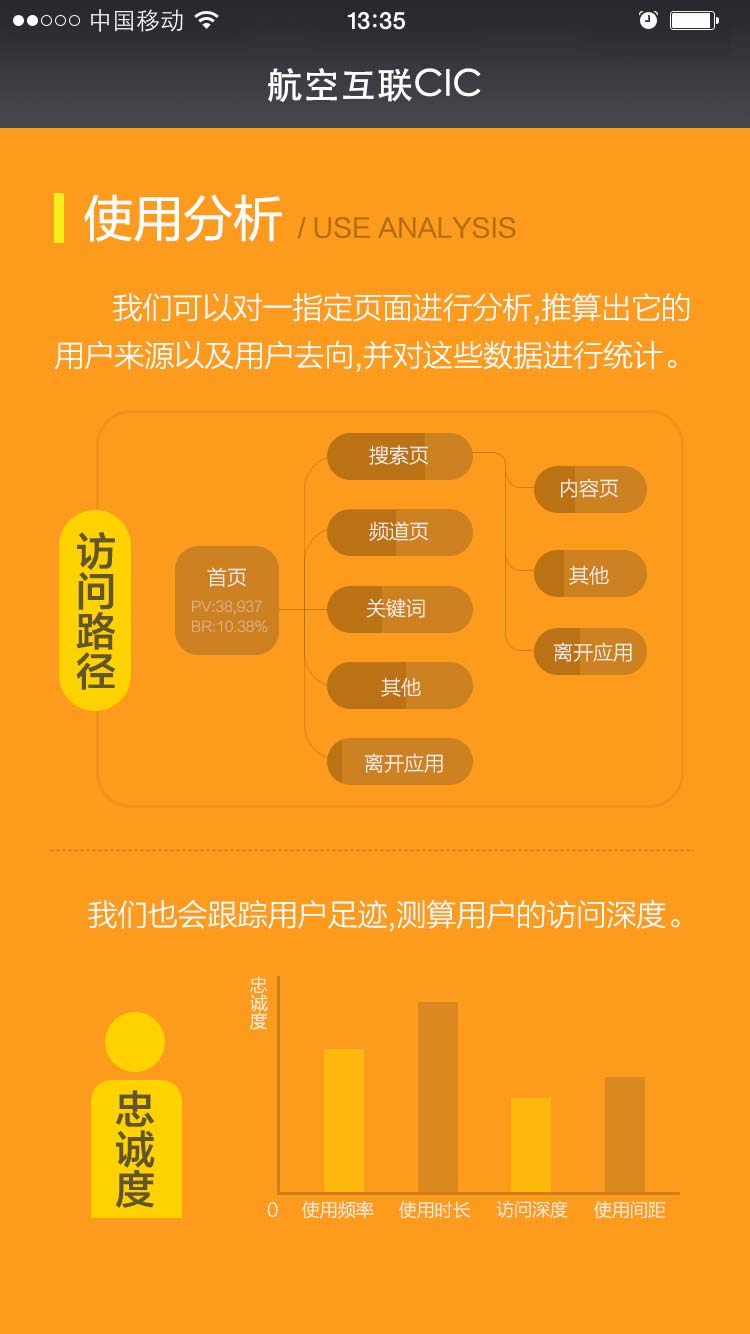 中国移动
13:35
航空互联CIC
使用分析 / USE ANALYSIS
我们可以对一指定页面进行分析,推算出它的
用户来源以及用户去向,并对这些数据进行统计。
访问路径
首页
PV:38,937
BR:10.38%
搜索页
频道页
关键词
其他
离开应用
内容页
其他
离开应用
我们也会跟踪用户足迹,测算用户的访问深度。
忠诚度
忠诚度
0 使用频率 使用时长 访问深度 使用间距